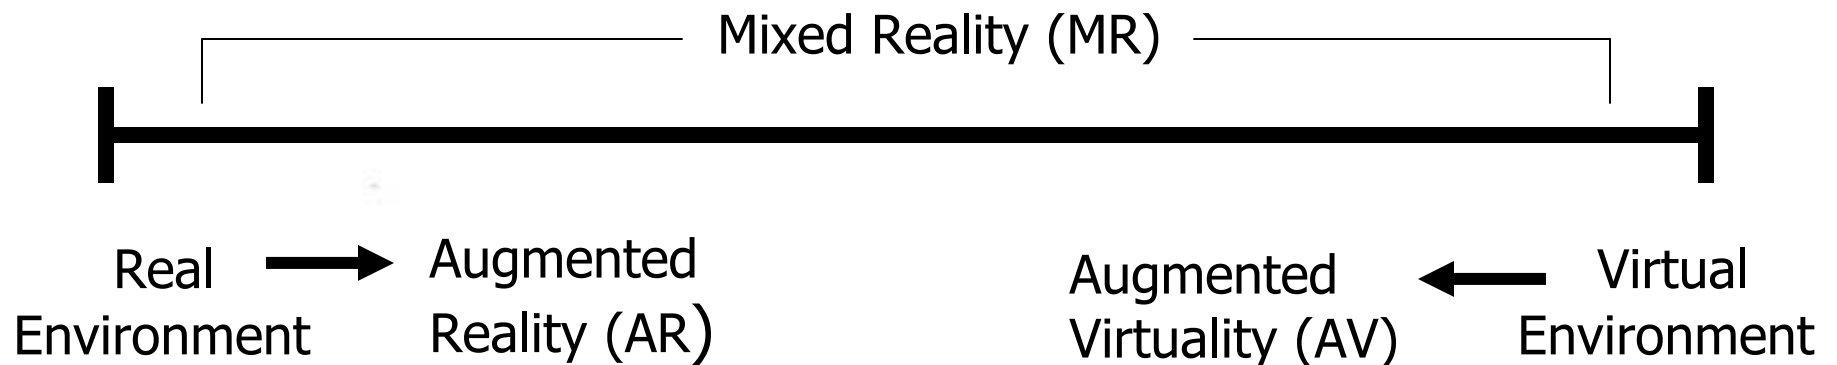 Mixed Reality (MR)
Real
Environment
Augmented
Reality (AR)
Augmented
Virtuality (AV)
Virtual
Environment